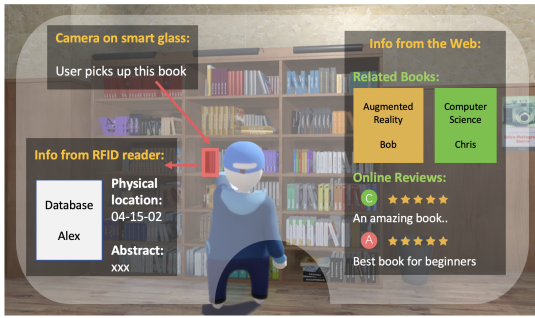 Camera on smart glass:
User picks up this book
Info from RFID reader:
Database
Alex
Physical
location:
04-15-02
Abstract:
xxx
Info from the Web:
Related Books:
Augmented
Reality
Bob
Computer
Science
Chris
Online Reviews:
C
An amazing book..
A
Best book for beginners